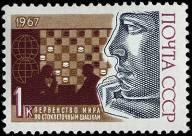 1967
1К
ПЕРВЕНСТВО МИРА
ПО СТОКЛЕТОЧНЫМ ШАШКАМ
ПОЧТА СССР